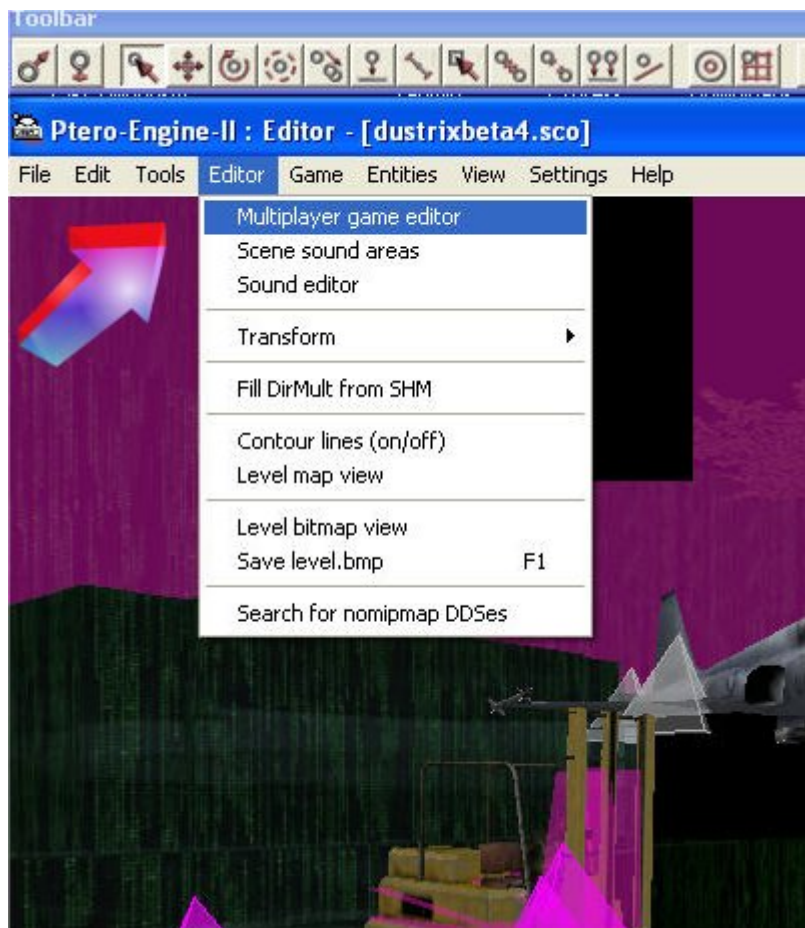 Toolbar
Ptero-Engine-II : Editor - [dustrixbeta4.sco]
File Edit Tools Editor Game Entities View Settings Help
Multiplayer game editor
Scene sound areas
Sound editor
Transform
Fill DirMult from SHM
Contour lines (on/off)
Level map view
Level bitmap view
Save level.bmp F1
Search for nomipmap DDSes